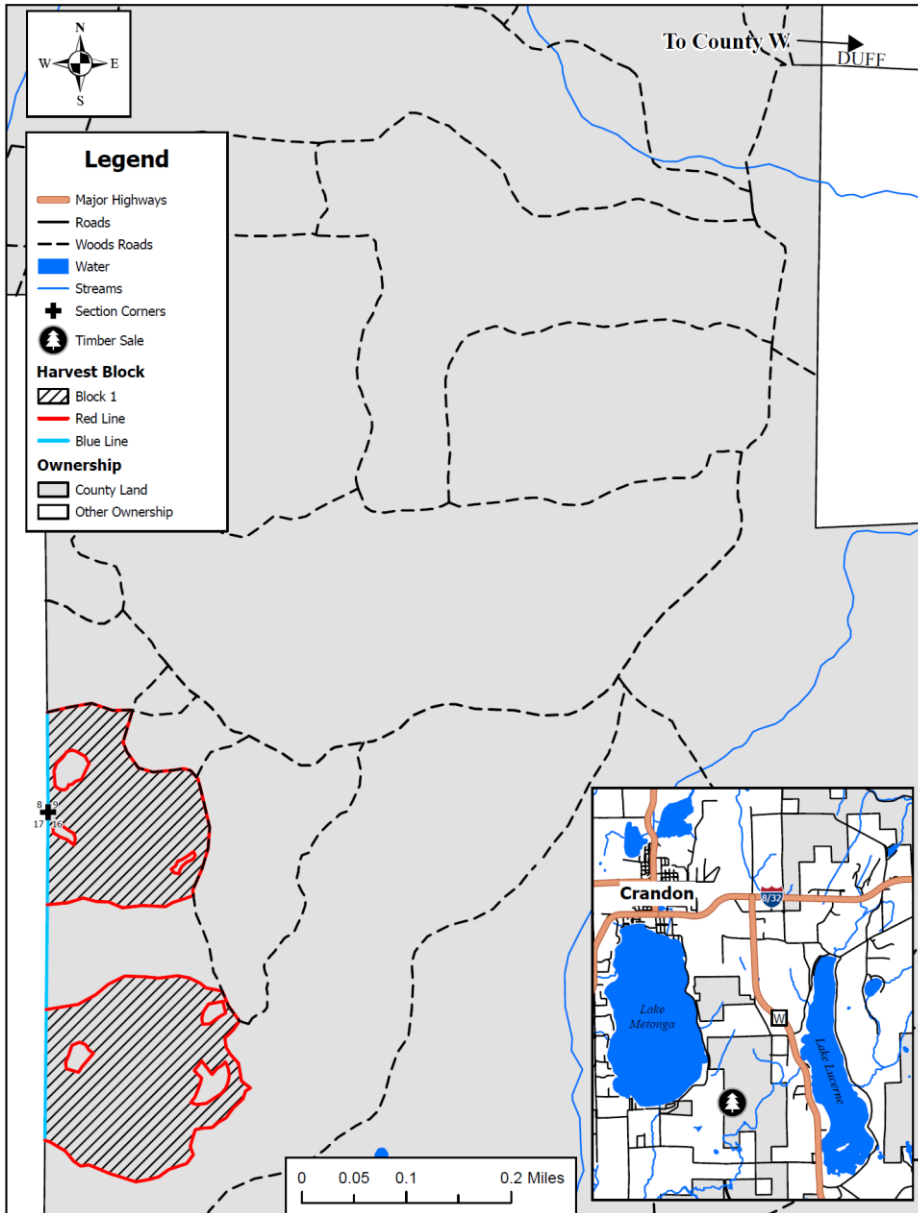 N
W E
S
To County W
DUFF
Legend
Major Highways
Roads
Woods Roads
Water
Streams
Section Corners
Timber Sale
Harvest Block
Block 1
Red Line
Blue Line
Ownership
County Land
Other Ownership
8 9
17 16
Crandon
8/32
Lake
Metonga
W
Lake Lucerne
0 0.05 0.1 0.2 Miles